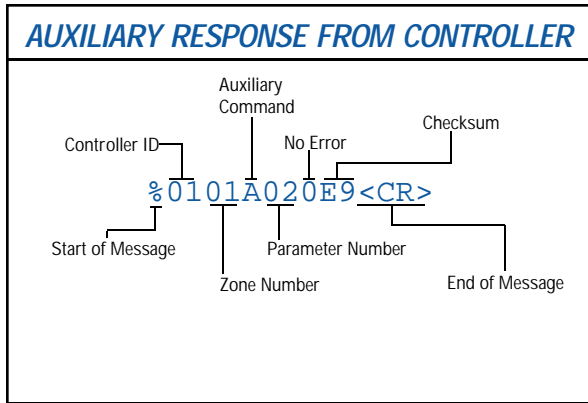 AUXILIARY RESPONSE FROM CONTROLLER
Auxiliary
Command
Checksum
Controller ID
No Error
%0101A020E9<CR>
Start of Message
Parameter Number
Zone Number
End of Message